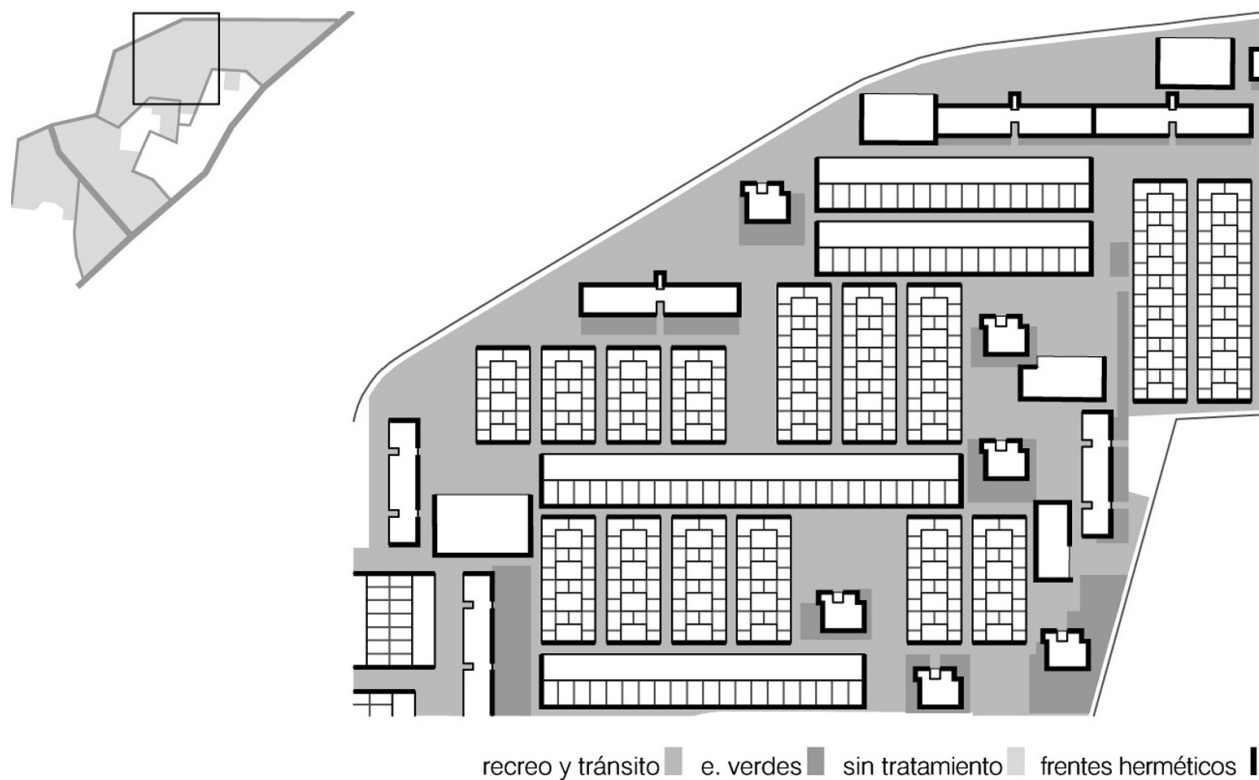 recreo y tránsito e. verdes sin tratamiento frentes herméticos